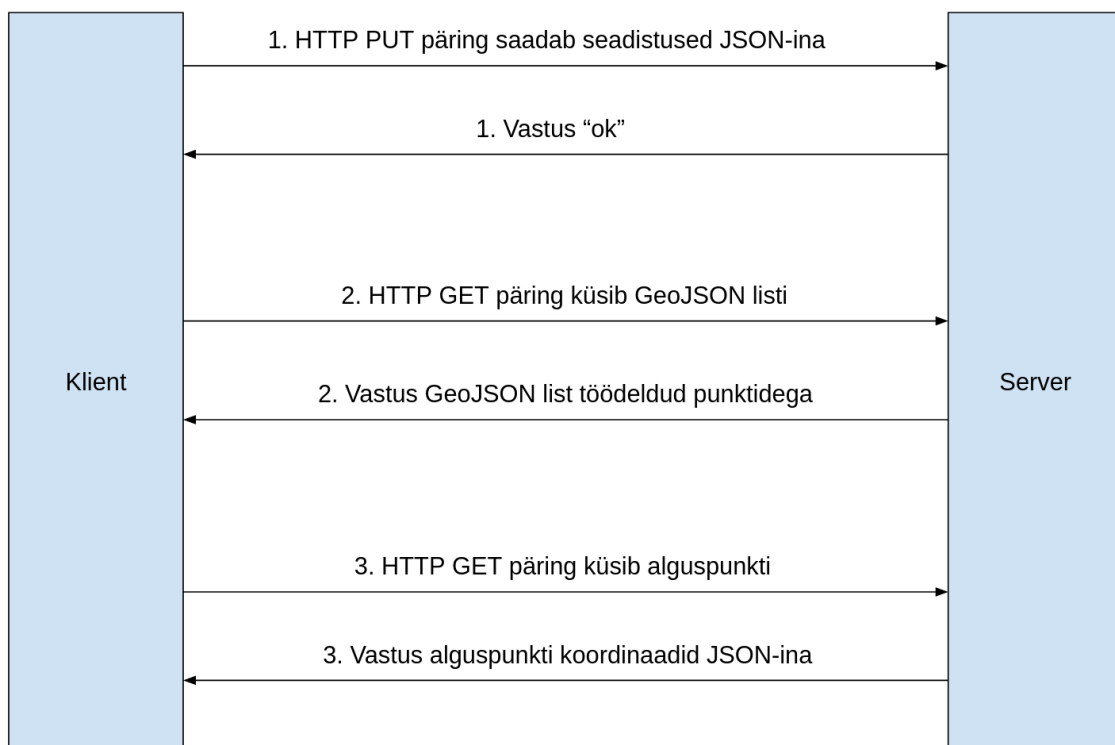 1. HTTP PUT päring saadab seadistused JSON-ina
1. Vastus “ok”
2. HTTP GET päring küsib GeoJSON listi
Klient
Server
2. Vastus GeoJSON list töödeldud punktidega
3. HTTP GET päring küsib alguspunkti
3. Vastus alguspunkti koordinaadid JSON-ina